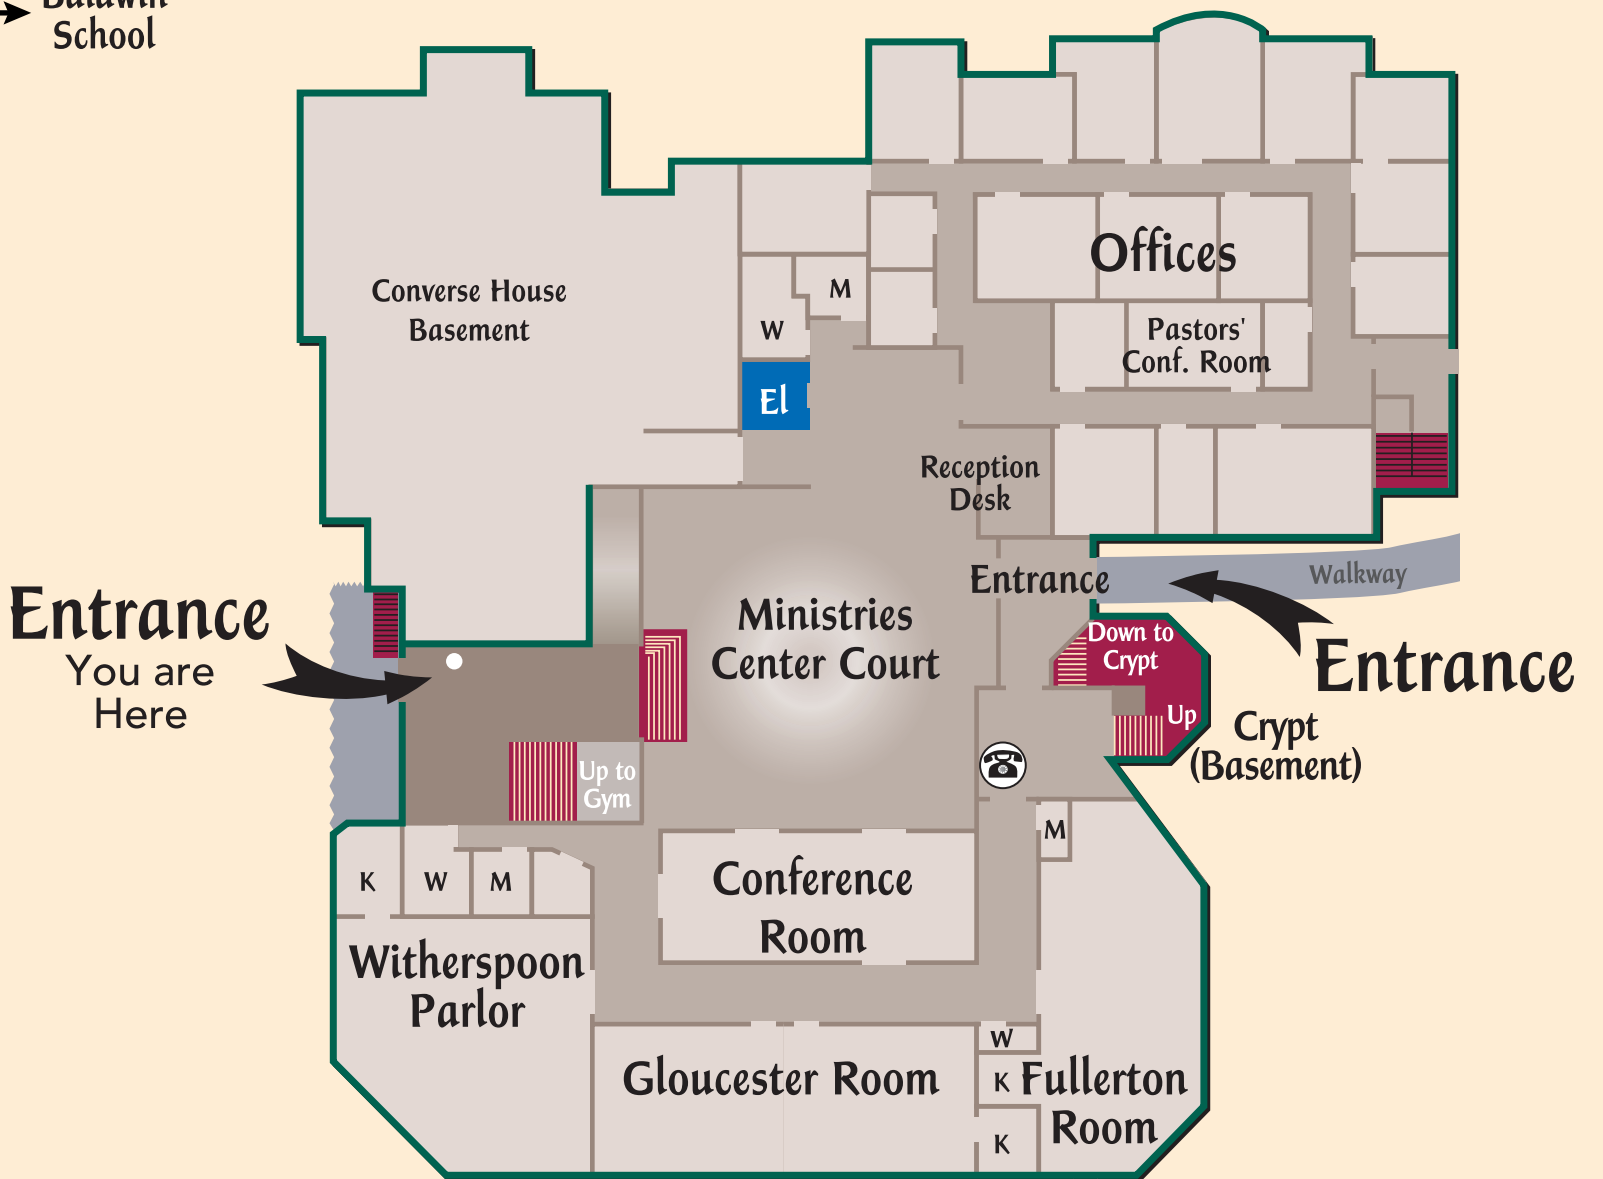 Baldwin
School
Converse House
Basement
M
W
El
Offices
Pastors'
Conf. Room
Reception
Desk
Entrance
Walkway
Entrance
You are
Here
Entrance
Ministries
Center Court
Down to
Crypt
Up
Crypt
(Basement)
Up to
Gym
M
K
W
M
Conference
Room
Witherspoon
Parlor
Gloucester Room
W
K
Fullerton
Room
K